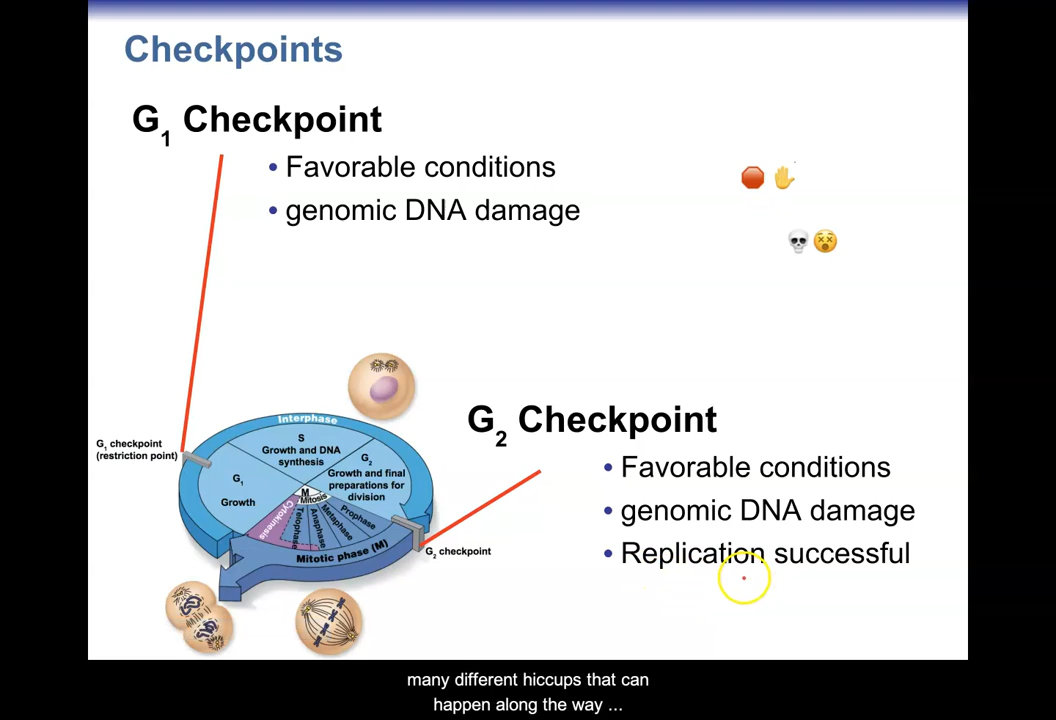 Checkpoints
G1 Checkpoint
• Favorable conditions
• genomic DNA damage
Interphase
G1 checkpoint
(restriction point)
S
Growth and DNA
synthesis
G2
Growth and final
preparations for
division
G1
Growth
M
Mitosis
Cytokinesis
Telophase
Anaphase
Metaphase
Prophase
Mitotic phase (M)
G2 checkpoint
G2 Checkpoint
• Favorable conditions
• genomic DNA damage
• Replication successful
many different hiccups that can
happen along the way ...